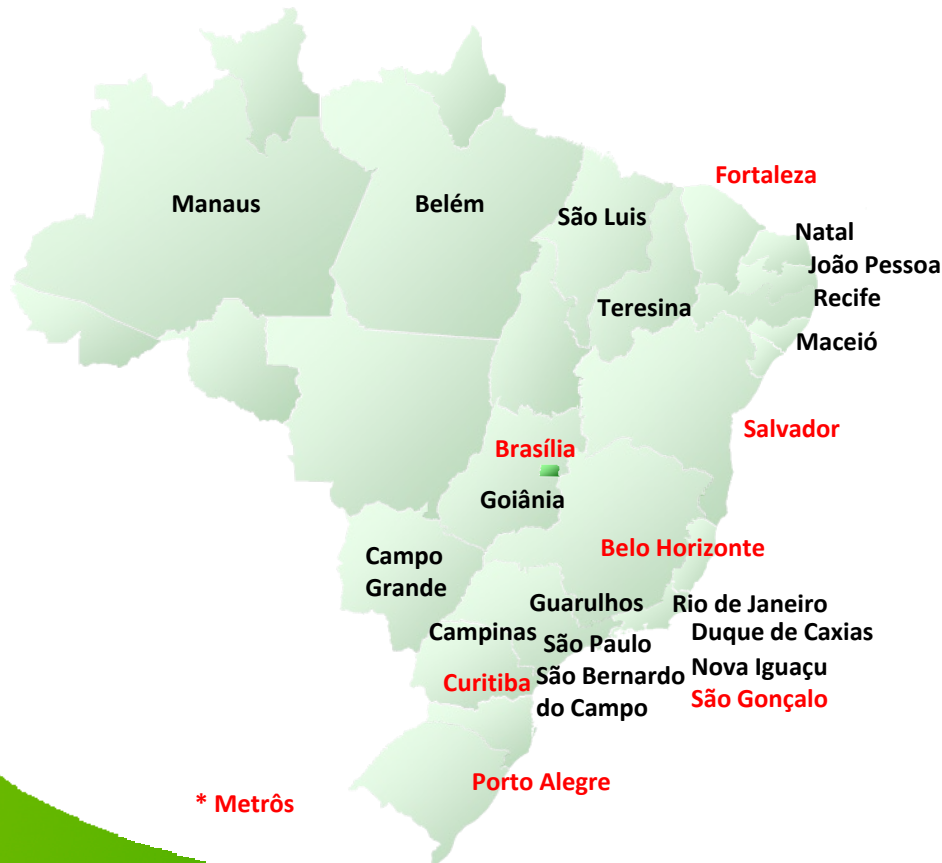 Fortaleza
Manaus
Belém
São Luis
Natal
João Pessoa
Recife
Teresina
Maceió
Salvador
Brasília
Goiânia
Belo Horizonte
Campo
Grande
Guarulhos
Rio de Janeiro
Campinas
Duque de Caxias
São Paulo
Nova Iguaçu
Curitiba
São Bernardo
do Campo
São Gonçalo
Porto Alegre
* Metrôs